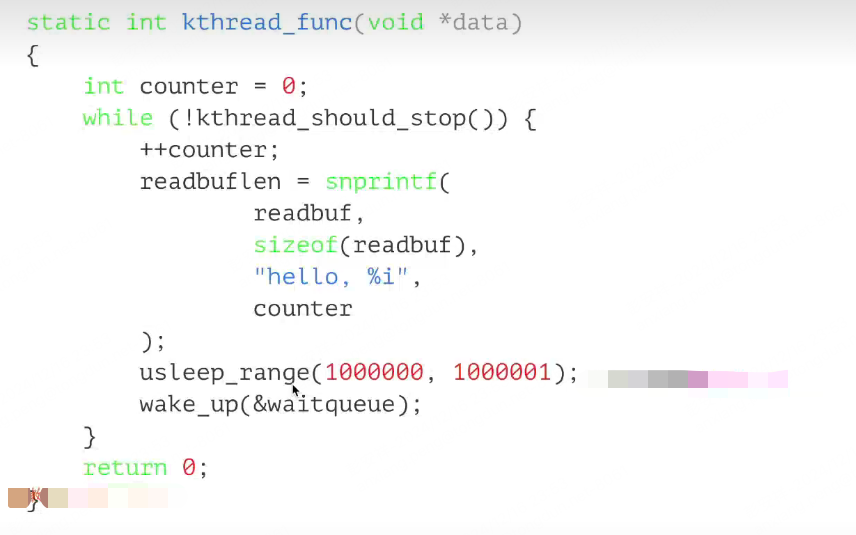 static int kthread_func(void *data)
{
    int counter = 0;
    while (!kthread_should_stop()) {
        ++counter;
        readbuflen = snprintf(
                readbuf,
                sizeof(readbuf),
                "hello, %i",
                counter
        );
        usleep_range(1000000, 1000001);
        wake_up(&waitqueue);
    }
    return 0;
}